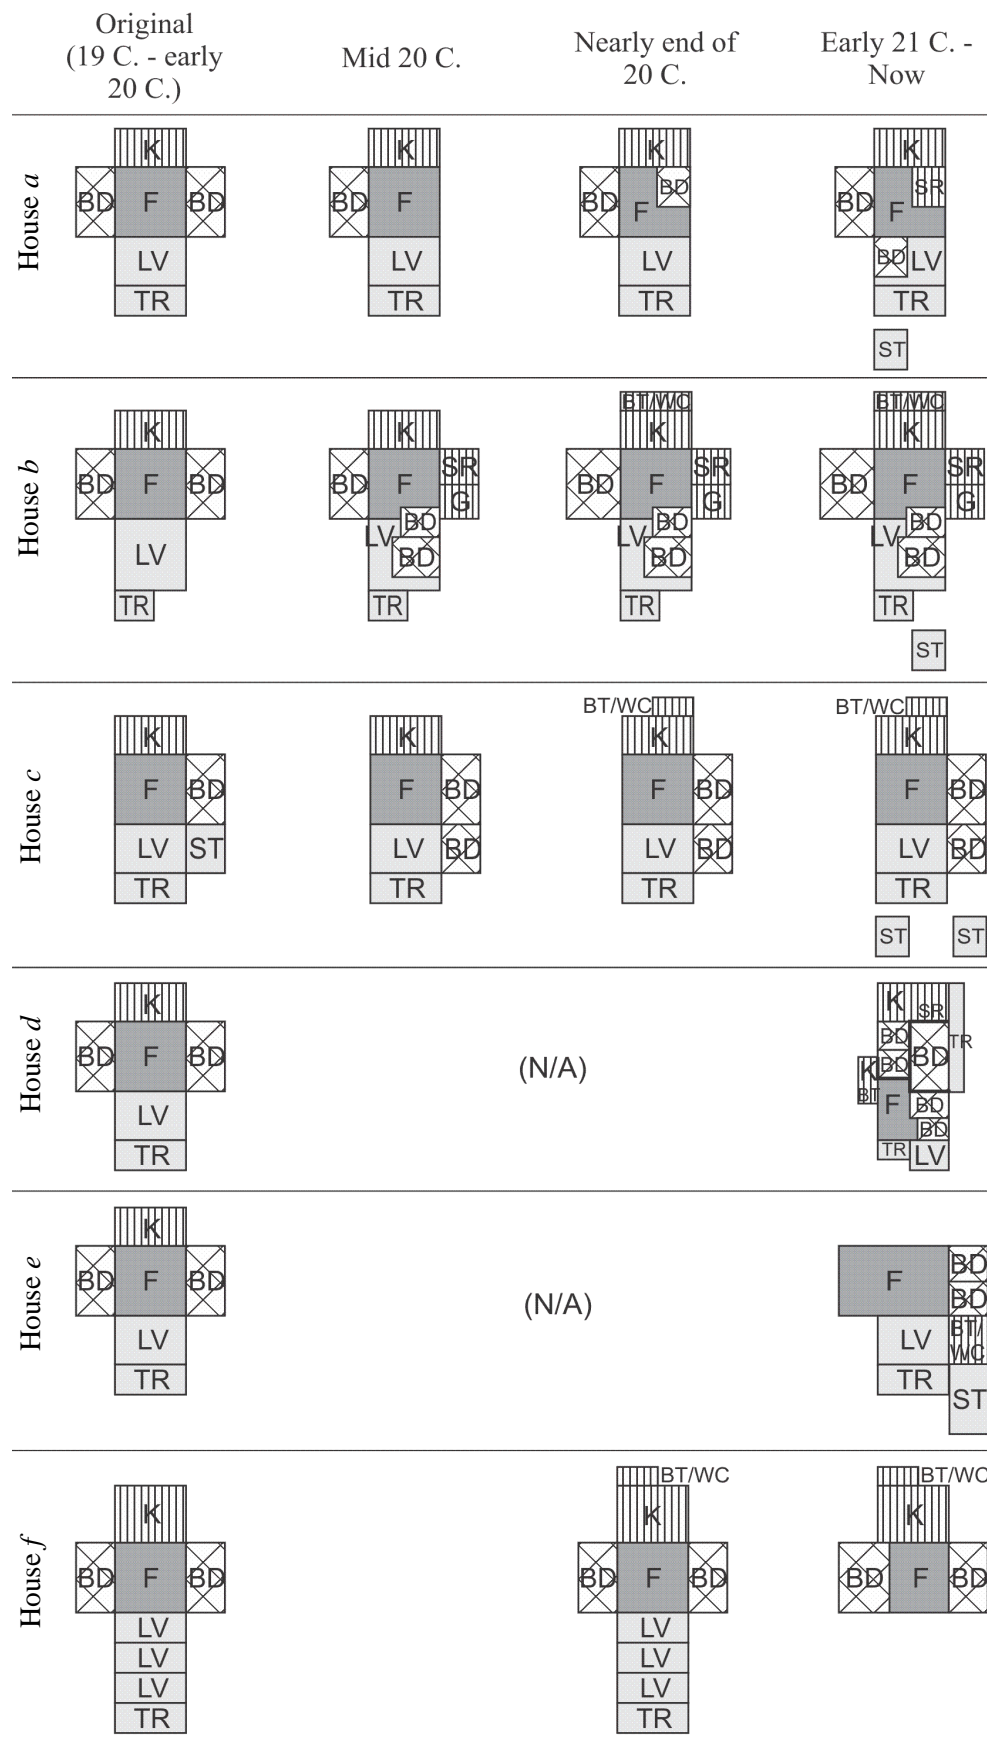 Original
(19 C. - early
20 C.)
Mid 20 C.
Nearly end of
20 C.
Early 21 C. -
Now
House a
K
BD F BD
LV
TR
K
BD F
LV
TR
K
BD F BD
LV
TR
K
BD F SR
BD LV
TR
ST
House b
K
BD F BD
LV
TR
K
BD F SR
G
LV BD
BD
TR
BT/WC
K
BD F SR
G
LV BD
BD
TR
BT/WC
K
BD F SR
G
LV BD
BD
TR
ST
House c
K
F BD
LV ST
TR
K
F BD
LV BD
TR
BT/WC
K
F BD
LV BD
TR
BT/WC
K
F BD
LV BD
TR
ST ST
House d
K
BD F BD
LV
TR
(N/A)
K SR
BD BD TR
K BD
BT F BD
BD
TR LV
House e
K
BD F BD
LV
TR
(N/A)
F BD
BD
LV BT/
WC
TR ST
House f
K
BD F BD
LV
LV
LV
TR
BT/WC
K
BD F BD
LV
LV
LV
TR
BT/WC
K
BD F BD